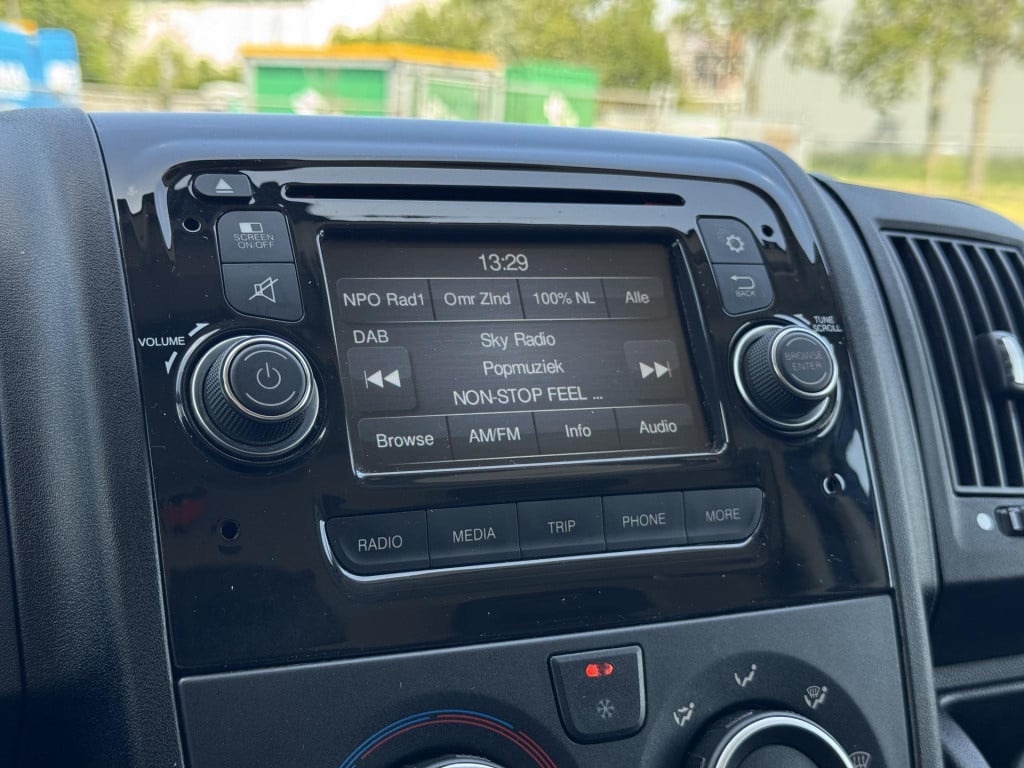 SCREEN
ON/OFF
VOLUME
13:29
NPO Rad1 Omr Zlnd 100% NL Alle
DAB
Sky Radio
Popmuziek
NON-STOP FEEL ...
Browse AM/FM Info Audio
BACK
TUNE
SCROLL
BROWSE
ENTER
RADIO MEDIA TRIP PHONE MORE